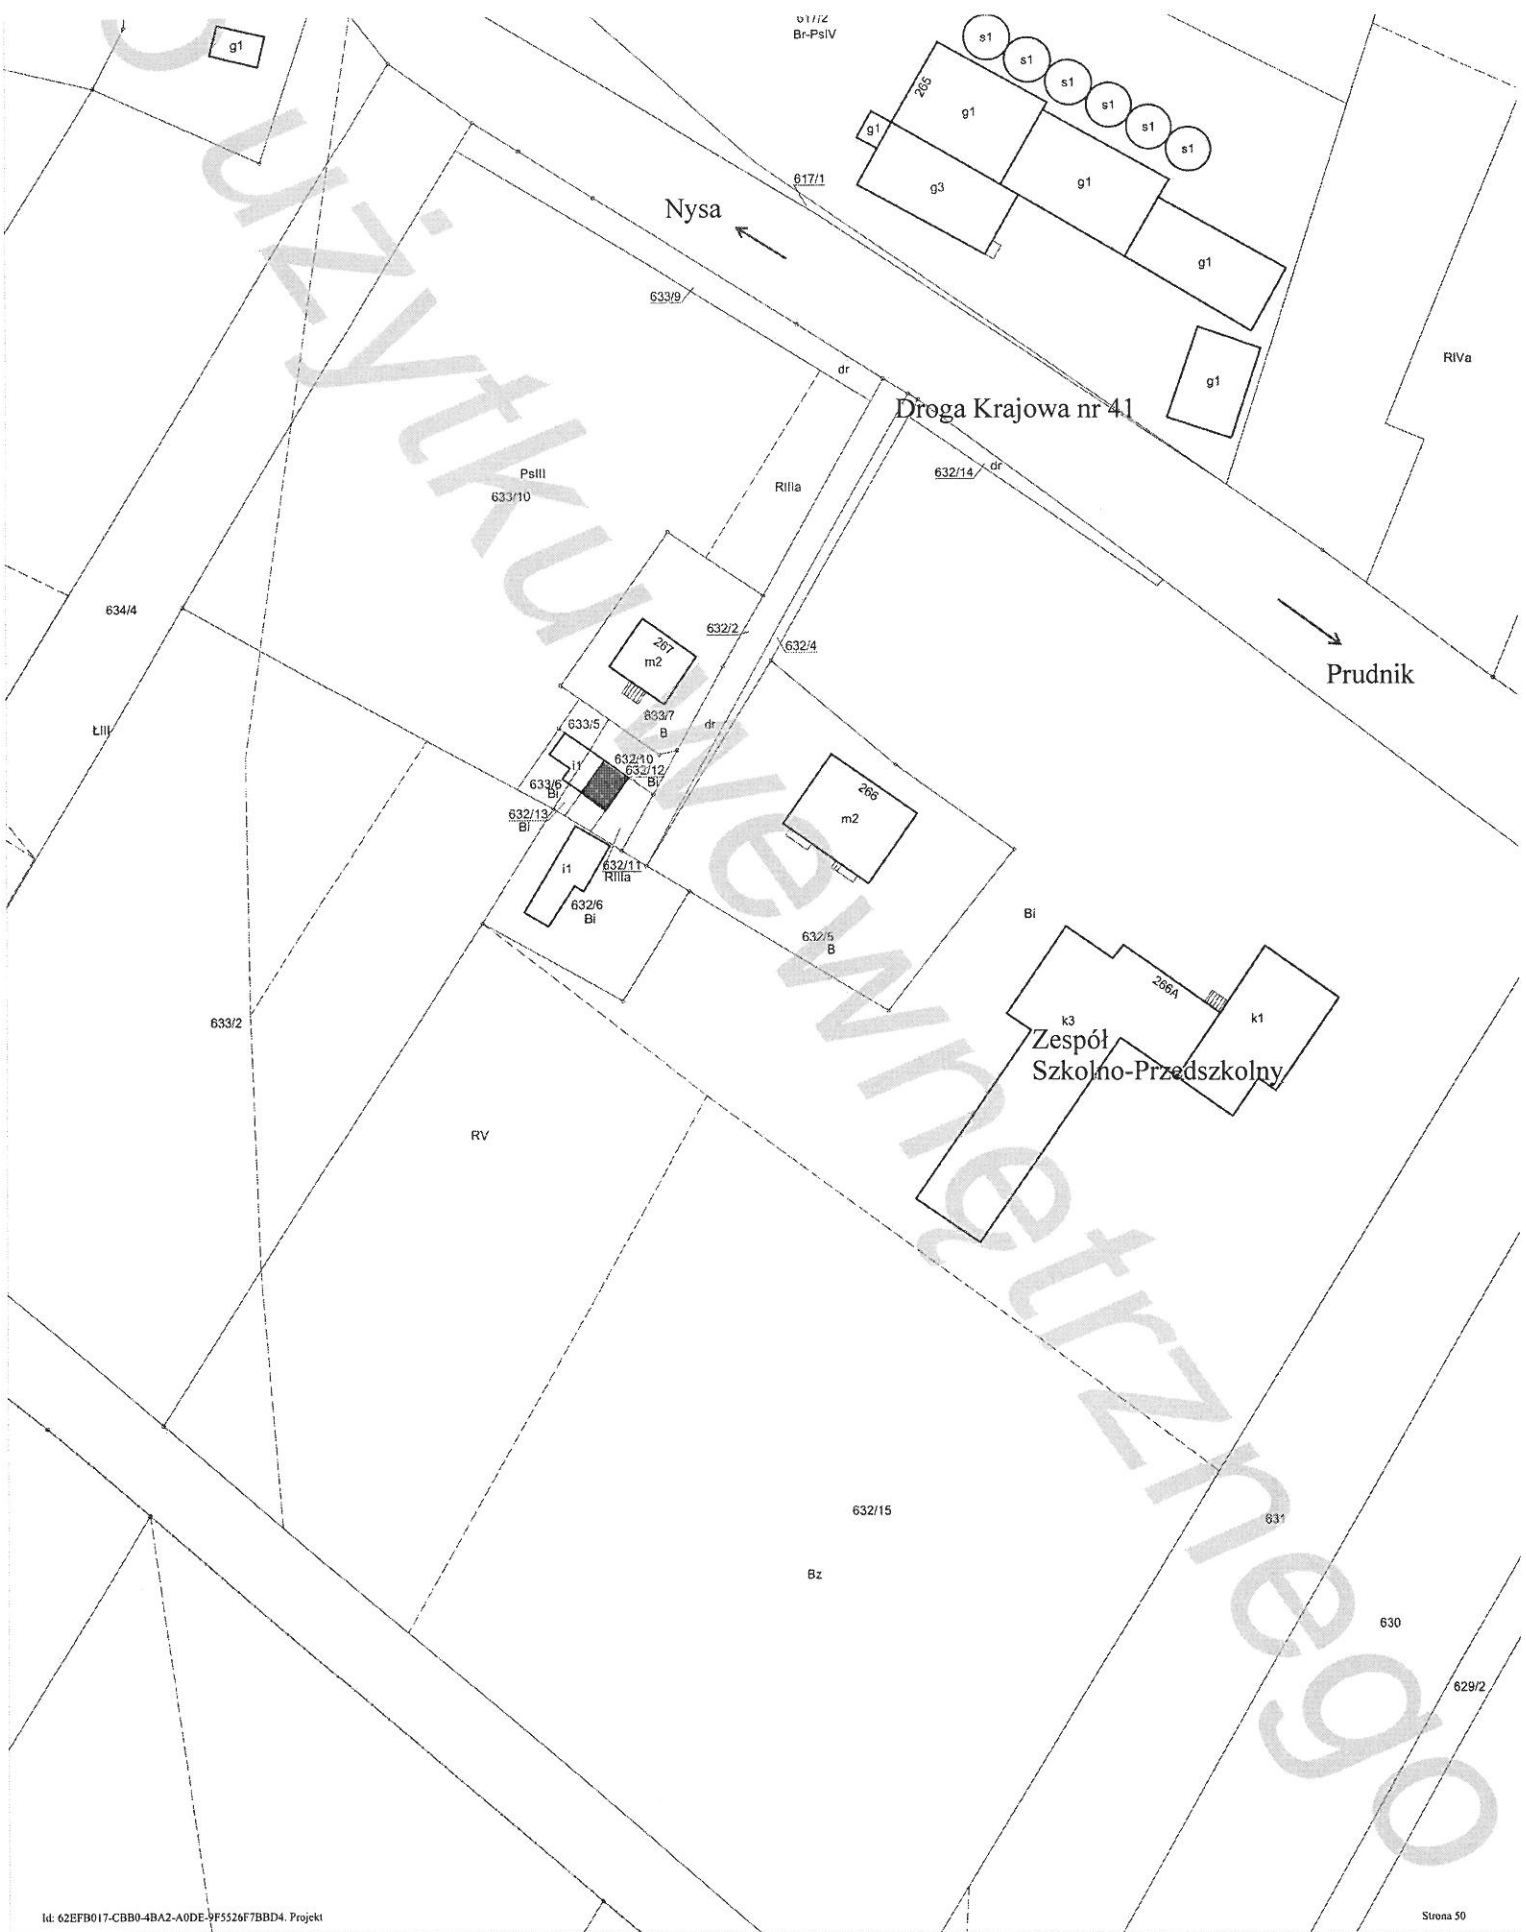 617/2
Br-PsIV
g1
s1
s1
s1
s1
s1
s1
265
g1
g1
g3
g1
g1
g1
617/1
Nysa
633/9
RIVa
dr
Droga Krajowa nr 41
632/14
dr
PsIII
633/10
RIIIa
634/4
632/2
632/4
267
m2
Prudnik
633/7
B
dr
633/5
ŁIII
632/10
632/12
Bi
i1
633/6
Bi
632/13
Bi
266
m2
632/11
RIIIa
i1
632/6
Bi
632/5
B
Bi
266A
k3
k1
633/2
Zespół
Szkolno-Przedszkolny
RV
632/15
631
Bz
630
629/2
użytku wewnętrznego
Id: 62EFB017-CBB0-4BA2-A0DE-9F5526F7BBD4. Projekt
Strona 50